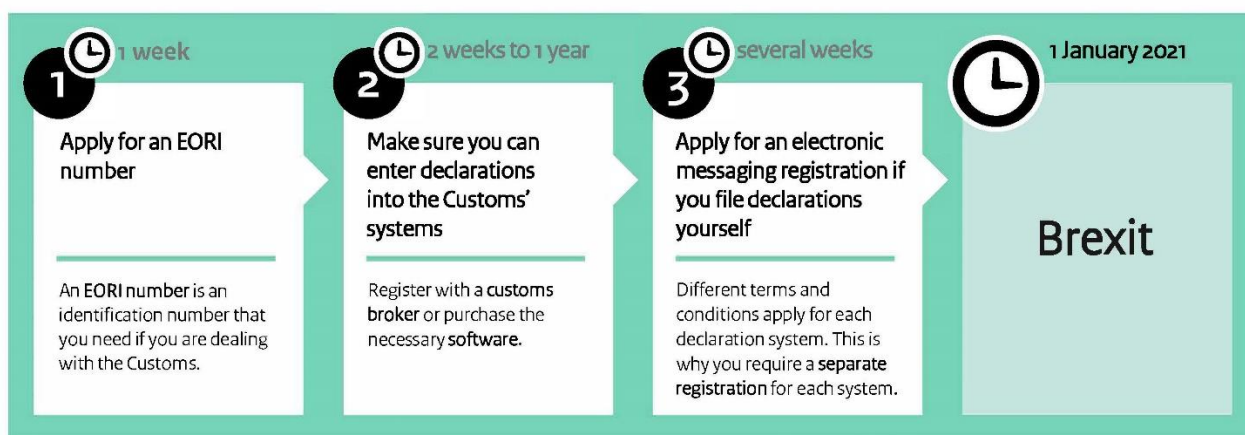 1
1 week
Apply for an EORI
number
An EORI number is an
identification number that
you need if you are dealing
with the Customs.
2
2 weeks to 1 year
Make sure you can
enter declarations
into the Customs’
systems
Register with a customs
broker or purchase the
necessary software.
3
several weeks
Apply for an electronic
messaging registration if
you file declarations
yourself
Different terms and
conditions apply for each
declaration system. This is
why you require a separate
registration for each system.
1 January 2021
Brexit